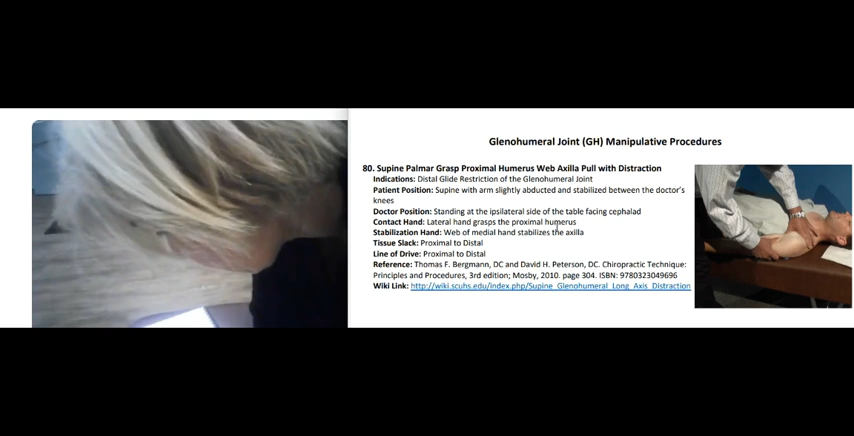 Glenohumeral Joint (GH) Manipulative Procedures
80. Supine Palmar Grasp Proximal Humerus Web Axilla Pull with Distraction
Indications: Distal Glide Restriction of the Glenohumeral Joint
Patient Position: Supine with arm slightly abducted and stabilized between the doctor's
knees
Doctor Position: Standing at the ipsilateral side of the table facing cephalad
Contact Hand: Lateral hand grasps the proximal humerus
Stabilization Hand: Web of medial hand stabilizes the axilla
Tissue Slack: Proximal to Distal
Line of Drive: Proximal to Distal
Reference: Thomas F. Bergmann, DC and David H. Peterson, DC. Chiropractic Technique:
Principles and Procedures, 3rd edition; Mosby, 2010. page 304. ISBN: 9780323049696
Wiki Link: http://wiki.scuhs.edu/index.php/Supine_Glenohumeral_Long_Axis_Distraction